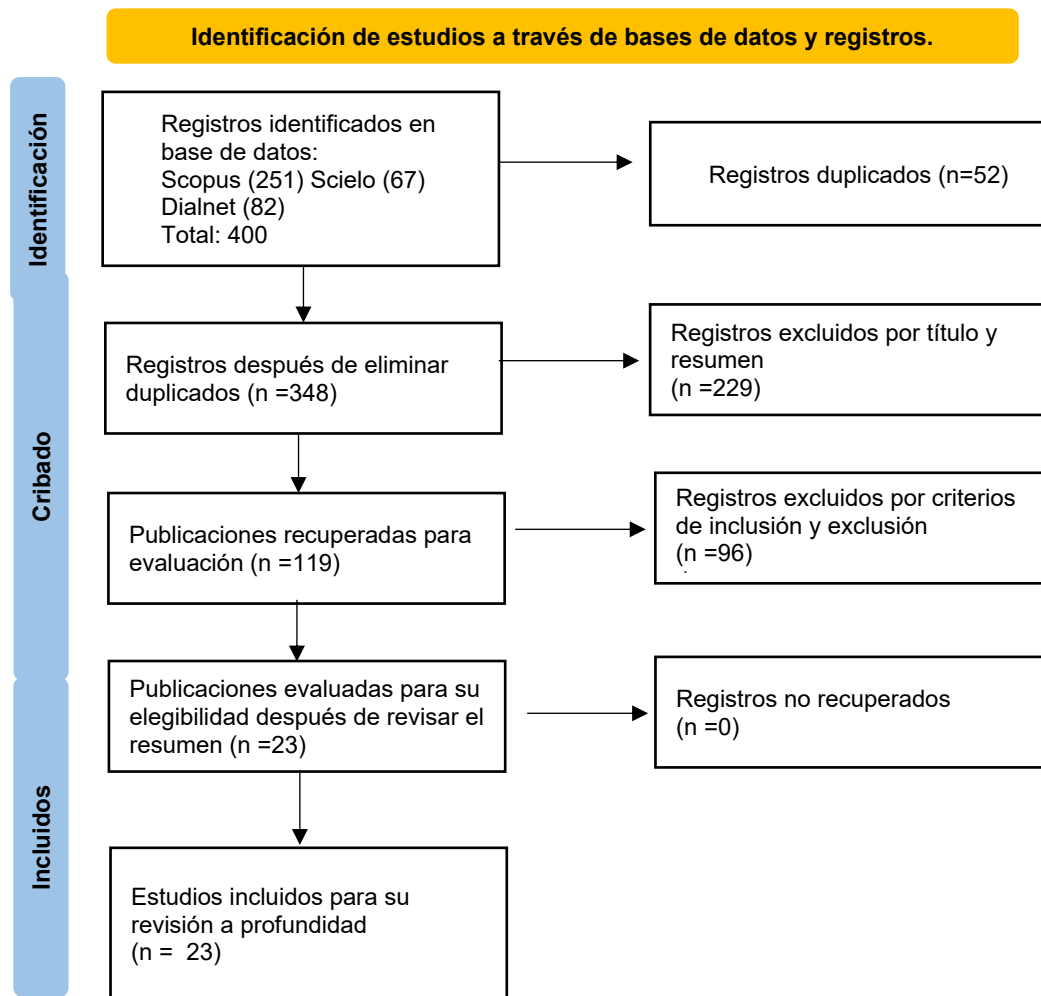 Identificación de estudios a través de bases de datos y registros.
Identificación
Registros identificados en
base de datos:
Scopus (251) Scielo (67)
Dialnet (82)
Total: 400
Registros duplicados (n=52)
Cribado
Registros después de eliminar
duplicados (n =348)
Registros excluidos por título y
resumen
(n =229)
Publicaciones recuperadas para
evaluación (n =119)
Registros excluidos por criterios
de inclusión y exclusión
(n =96)
Publicaciones evaluadas para su
elegibilidad después de revisar el
resumen (n =23)
Registros no recuperados
(n =0)
Incluidos
Estudios incluidos para su
revisión a profundidad
(n =  23)